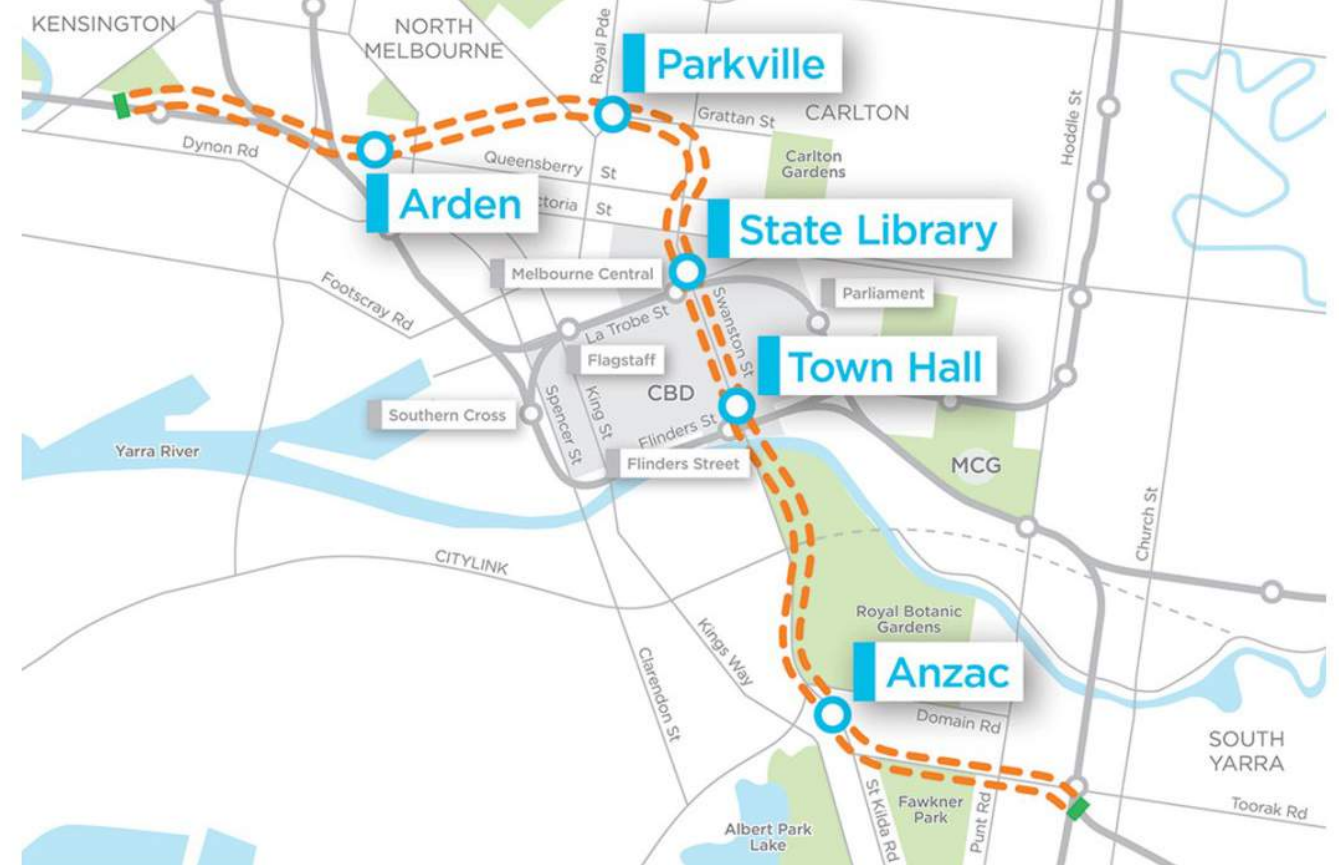 KENSINGTON
NORTH
MELBOURNE
Royal Pde
Parkville
Grattan St
CARLTON
Hoddle St
Dynon Rd
Queensberry St
Carlton
Gardens
Arden
ctoria St
State Library
Melbourne Central
Footscray Rd
La Trobe St
Swanston St
Parliament
Flagstaff
Town Hall
CBD
Southern Cross
Spencer St
King St
Flinders St
Yarra River
Flinders Street
MCG
Church St
CITYLINK
Royal Botanic
Gardens
Kings Way
Clarendon St
Anzac
Domain Rd
SOUTH
YARRA
St Kilda Rd
Fawkner
Park
Punt Rd
Toorak Rd
Albert Park
Lake